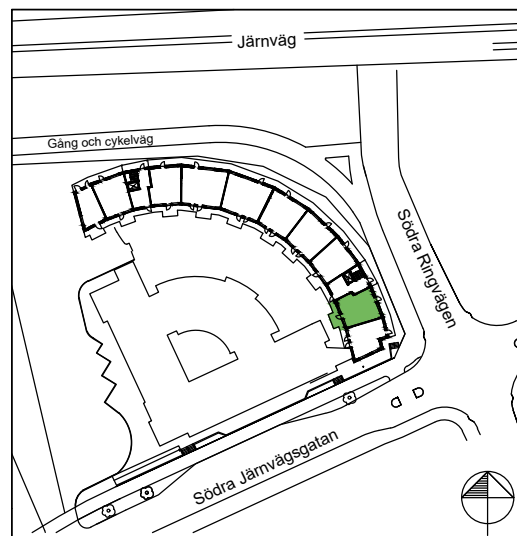 Järnväg
Gång och cykelväg
Södra Ringvägen
Södra Järnvägsgatan